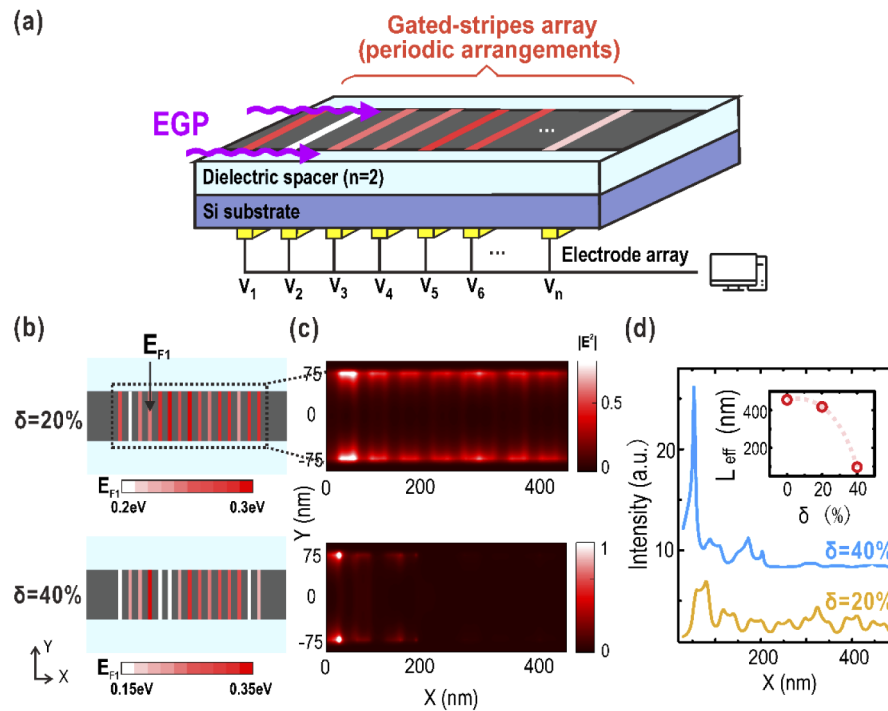 (a)
Gated-stripes array
(periodic arrangements)
EGP
...
Dielectric spacer (n=2)
Si substrate
...
Electrode array
V1 V2 V3 V4 V5 V6 Vn
(b)
EF1
δ=20%
EF1
0.2eV 0.3eV
δ=40%
EF1
0.15eV 0.35eV
Y
X
(c)
|E²|
75
0
-75
1
0
0 200 400
Y (nm)
75
0
-75
1
0
0 200 400
X (nm)
(d)
Intensity (a.u.)
20
10
L eff (nm)
400
200
0 20 40
δ (%)
δ=40%
δ=20%
0 200 400
X (nm)